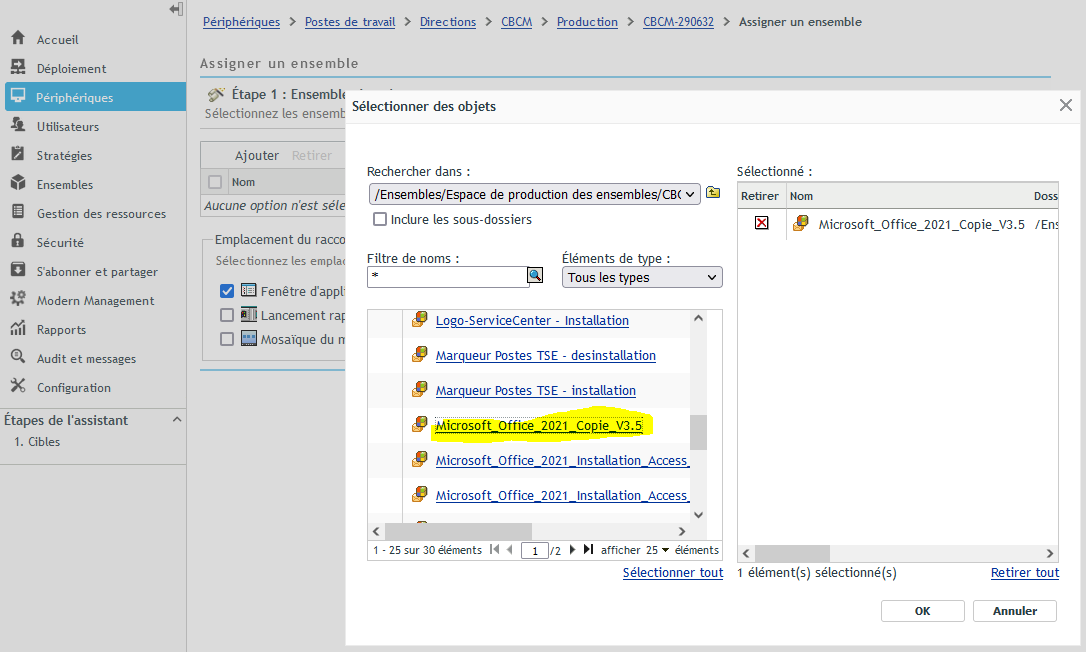 Périphériques > Postes de travail > Directions > CBCM > Production > CBCM-290632 > Assigner un ensemble
Accueil
Déploiement
Périphériques
Utilisateurs
Stratégies
Ensembles
Gestion des ressources
Sécurité
S'abonner et partager
Modern Management
Rapports
Audit et messages
Configuration
Étapes de l'assistant
1. Cibles
Assigner un ensemble
Étape 1 : Ensemble
Sélectionnez les ensemb
Ajouter Retirer
Nom
Aucune option n'est séle
Emplacement du racco
Sélectionnez les emplac
Fenêtre d'appli
Lancement rap
Mosaïque du m
Sélectionner des objets
Rechercher dans :
/Ensembles/Espace de production des ensembles/CBC
Inclure les sous-dossiers
Filtre de noms :
*
Éléments de type :
Tous les types
Logo-ServiceCenter - Installation
Marqueur Postes TSE - desinstallation
Marqueur Postes TSE - installation
Microsoft_Office_2021_Copie_V3.5
Microsoft_Office_2021_Installation_Access_
Microsoft_Office_2021_Installation_Access_
1 - 25 sur 30 éléments 1 /2 afficher 25 éléments
Sélectionner tout
Sélectionné :
Retirer Nom Doss
Microsoft_Office_2021_Copie_V3.5 /Ens
1 élément(s) sélectionné(s) Retirer tout
OK Annuler